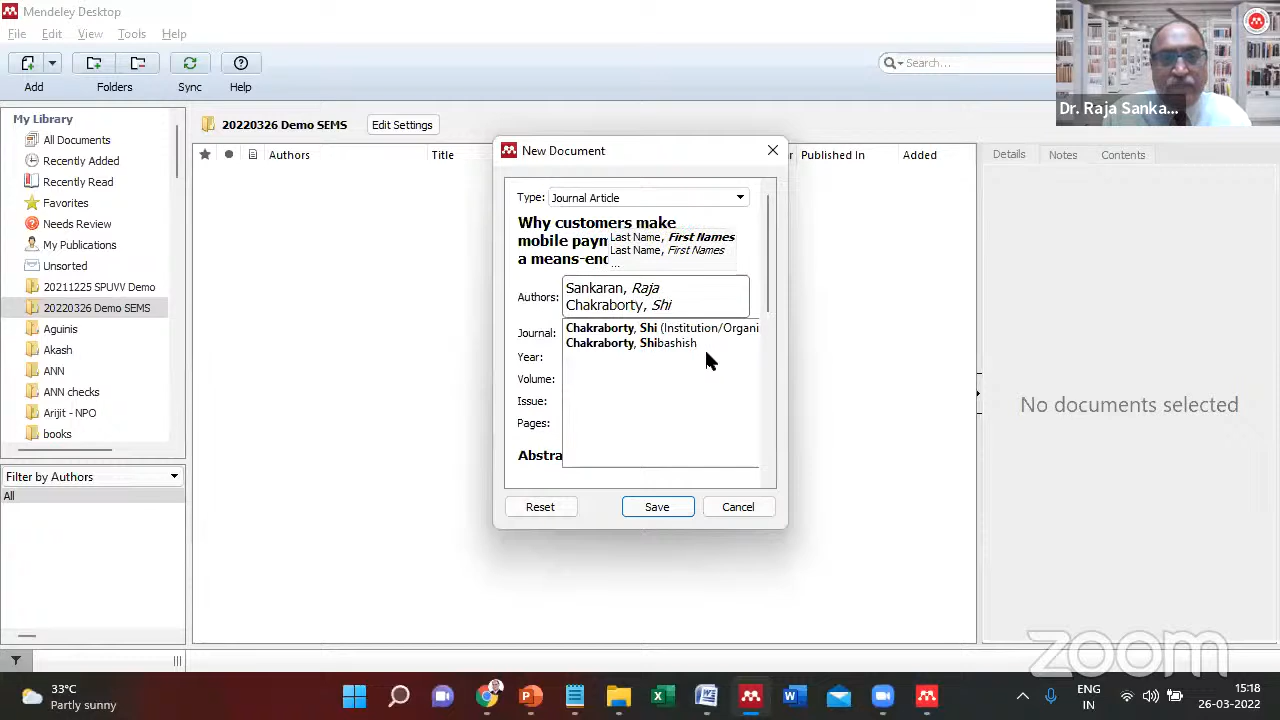 Mendeley Desktop
File Edit View Tools Help
Search...
Add Folders Sync Help
Dr. Raja Sanka...
My Library
All Documents
Recently Added
Recently Read
Favorites
Needs Review
My Publications
Unsorted
20211225 SPUVV Demo
20220326 Demo SEMS
Aguinis
Akash
ANN
ANN checks
Arijit - NPO
books
Filter by Authors
All
20220326 Demo SEMS Edit Settings
Authors Title Published In Added
New Document
Type: Journal Article
Why customers make
mobile paym
a means-end
Last Name, First Names
Last Name, First Names
...
Authors: Sankaran, Raja
Chakraborty, Shi
Journal: Chakraborty, Shi (Institution/Organi
Chakraborty, Shibashish
Year:
Volume:
Issue:
Pages:
Abstra
Reset Save Cancel
Details Notes Contents
No documents selected
zoom
33°C
Partly sunny
ENG
IN
15:18
26-03-2022